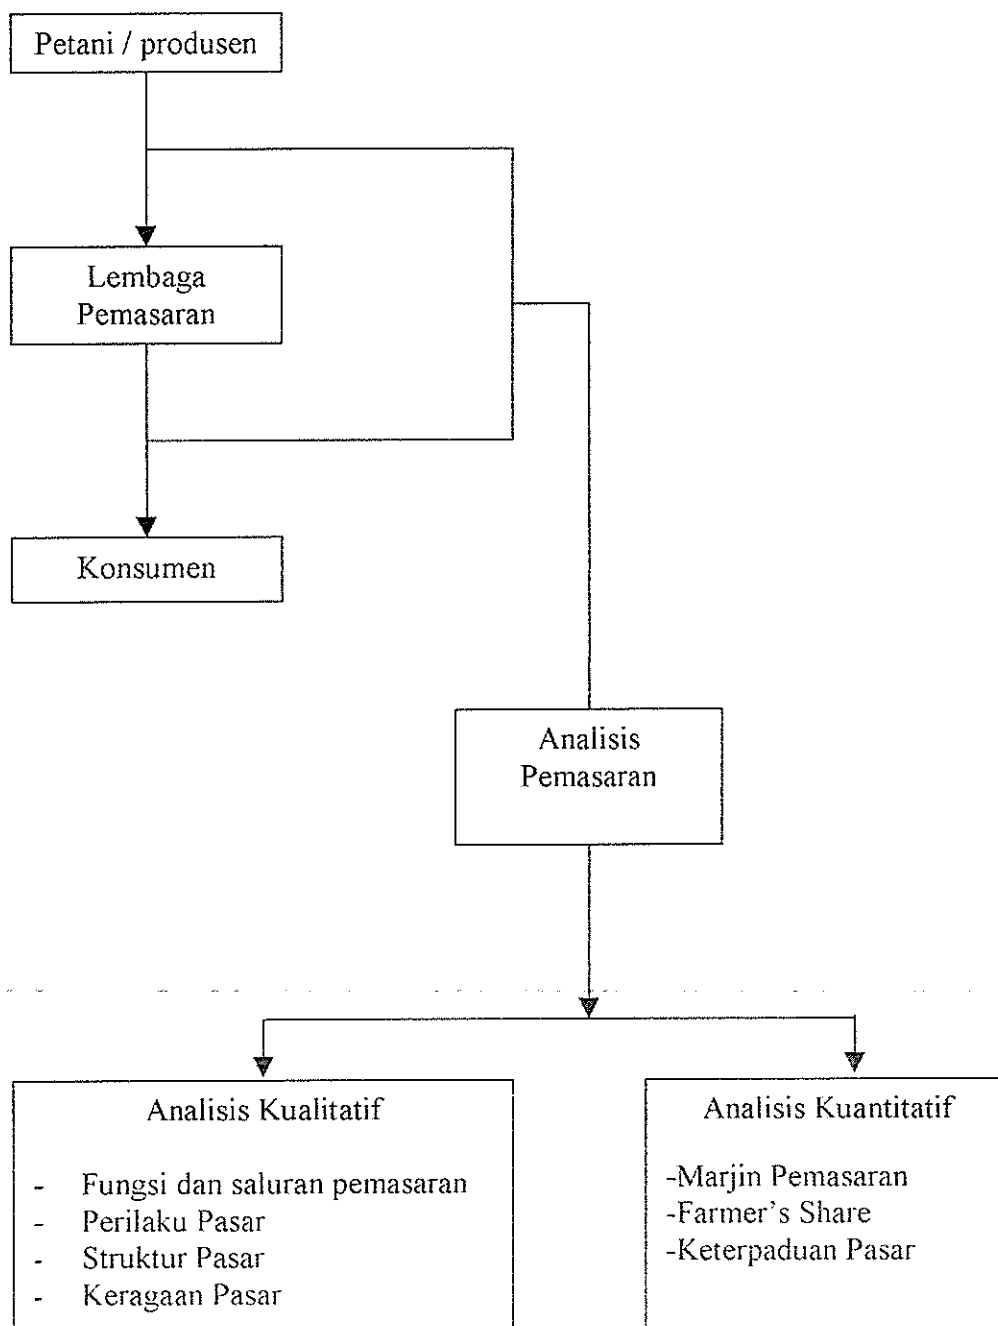 Petani / produsen
Lembaga
Pemasaran
Konsumen
Analisis
Pemasaran
Analisis Kualitatif
- Fungsi dan saluran pemasaran
- Perilaku Pasar
- Struktur Pasar
- Keragaan Pasar
Analisis Kuantitatif
-Marjin Pemasaran
-Farmer's Share
-Keterpaduan Pasar